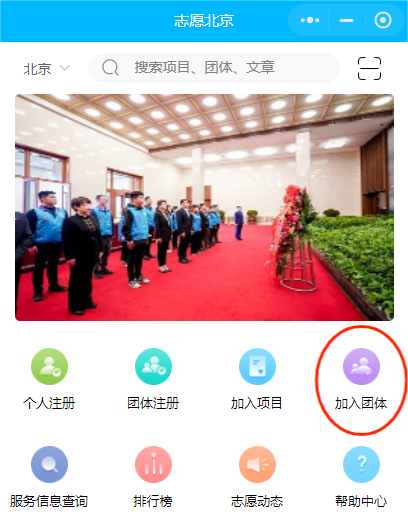 志愿北京
北京
搜索项目、团体、文章
个人注册
团体注册
加入项目
加入团体
服务信息查询
排行榜
志愿动态
帮助中心